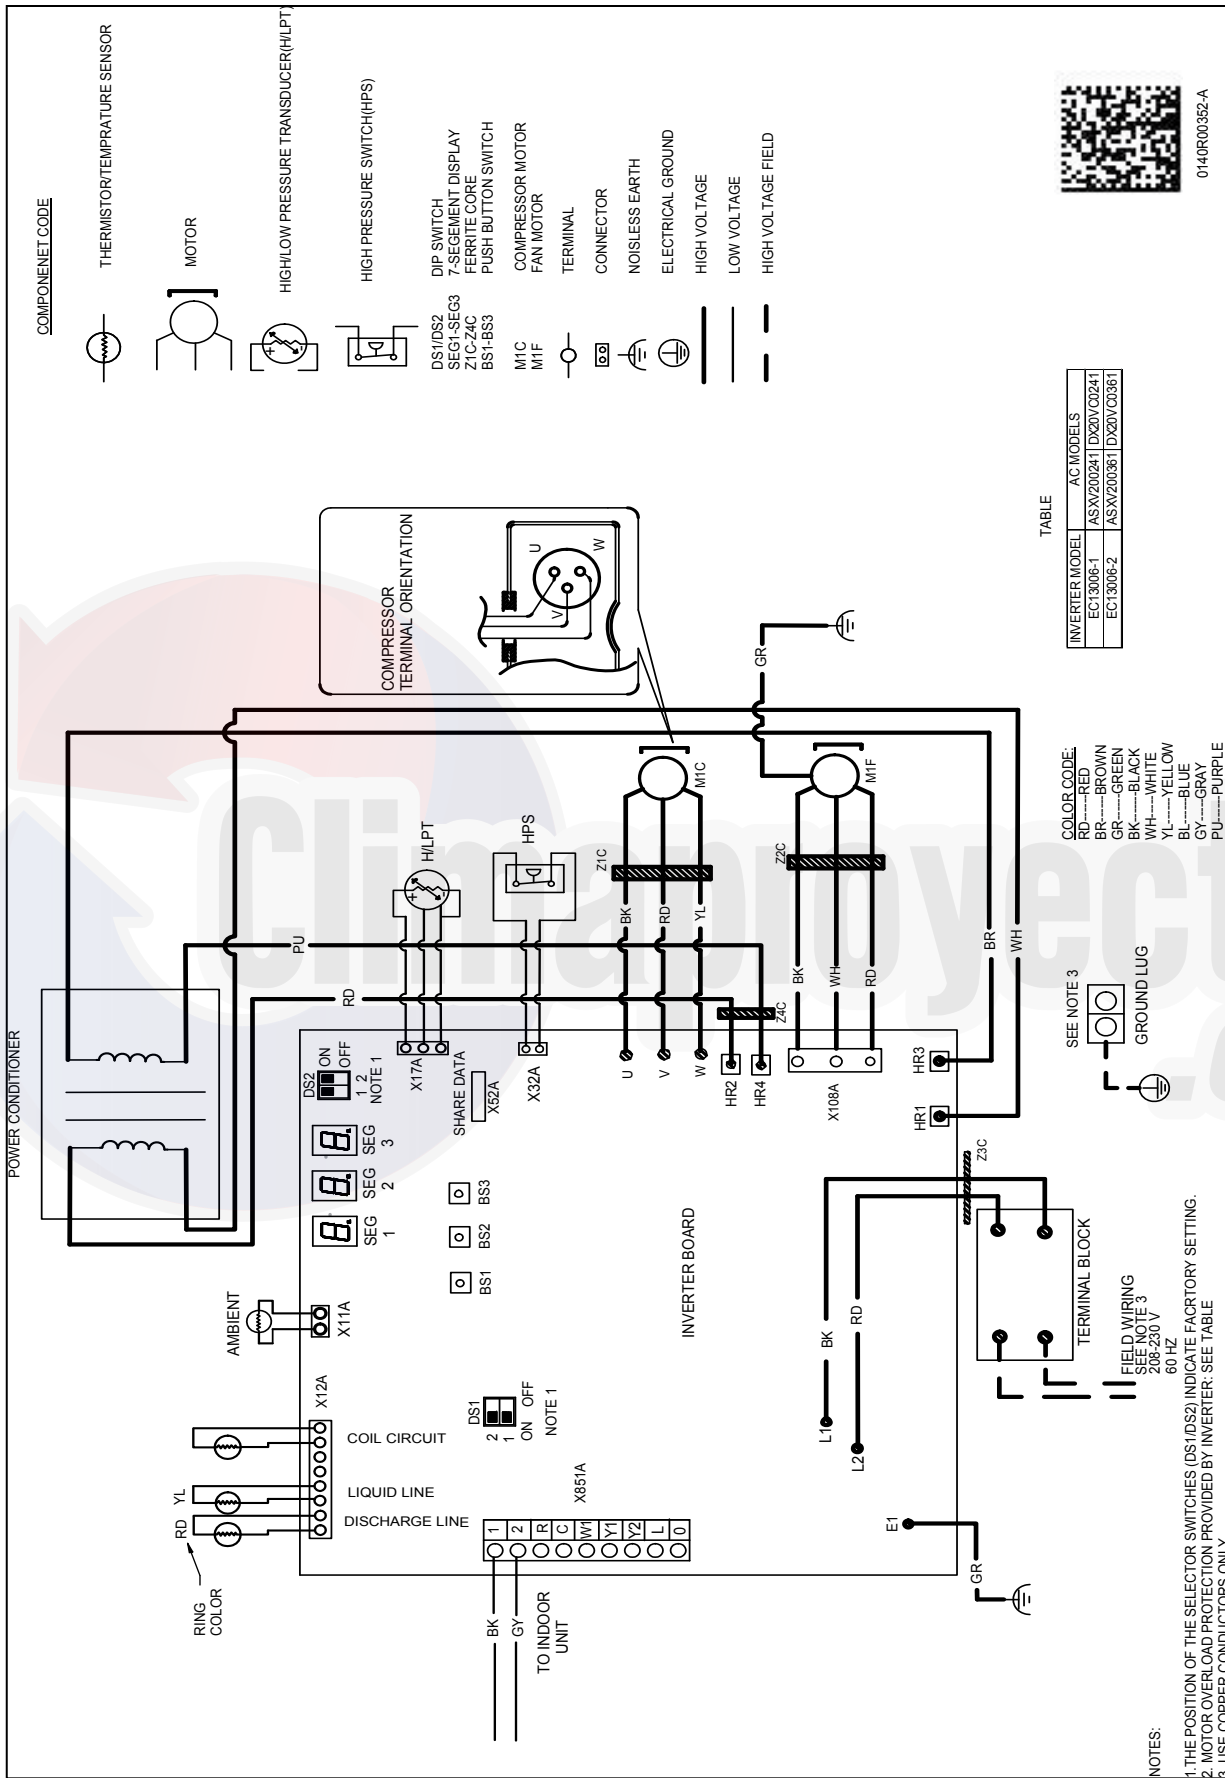 COMPONENET CODE
THERMISTOR/TEMPRATURE SENSOR
MOTOR
HIGH/LOW PRESSURE TRANSDUCER(H/LPT)
HIGH PRESSURE SWITCH(HPS)
DS1/DS2 DIP SWITCH
SEG1-SEG3 7-SEGEMENT DISPLAY
Z1C-Z4C FERRITE CORE
BS1-BS3 PUSH BUTTON SWITCH
M1C COMPRESSOR MOTOR
M1F FAN MOTOR
TERMINAL
CONNECTOR
NOISLESS EARTH
ELECTRICAL GROUND
HIGH VOLTAGE
LOW VOLTAGE
HIGH VOLTAGE FIELD
0140R00352-A
POWER CONDITIONER
COMPRESSOR
TERMINAL ORIENTATION
U
V
W
TABLE
INVERTER MODEL AC MODELS
EC13006-1 ASXV200241 DX20VC0241
EC13006-2 ASXV200361 DX20VC0361
COLOR CODE:
RD-----RED
BR-----BROWN
GR-----GREEN
BK-----BLACK
WH-----WHITE
YL-----YELLOW
BL-----BLUE
GY-----GRAY
PU-----PURPLE
RING
COLOR
RD
YL
X12A
COIL CIRCUIT
LIQUID LINE
DISCHARGE LINE
AMBIENT
X11A
SEG
1
SEG
2
SEG
3
DS2
ON
OFF
1 2
NOTE 1
RD
PU
H/LPT
X17A
HPS
X32A
SHARE DATA
X52A
BS1
BS2
BS3
DS1
2
1
ON OFF
NOTE 1
X851A
1
2
R
C
W1
Y1
Y2
L
0
BK
GY
TO INDOOR
UNIT
INVERTER BOARD
U
V
W
BK
RD
YL
Z1C
M1C
HR2
HR4
Z4C
X108A
BK
WH
RD
Z2C
M1F
GR
HR1
HR3
BR
WH
L1
L2
BK
RD
Z3C
E1
GR
TERMINAL BLOCK
FIELD WIRING
SEE NOTE 3
208-230 V
60 HZ
SEE NOTE 3
GROUND LUG
NOTES:
1.THE POSITION OF THE SELECTOR SWITCHES (DS1/DS2) INDICATE FACRTORY SETTING.
2. MOTOR OVERLOAD PROTECTION PROVIDED BY INVERTER: SEE TABLE
3. USE COPPER CONDUCTORS ONLY
Climaproyect